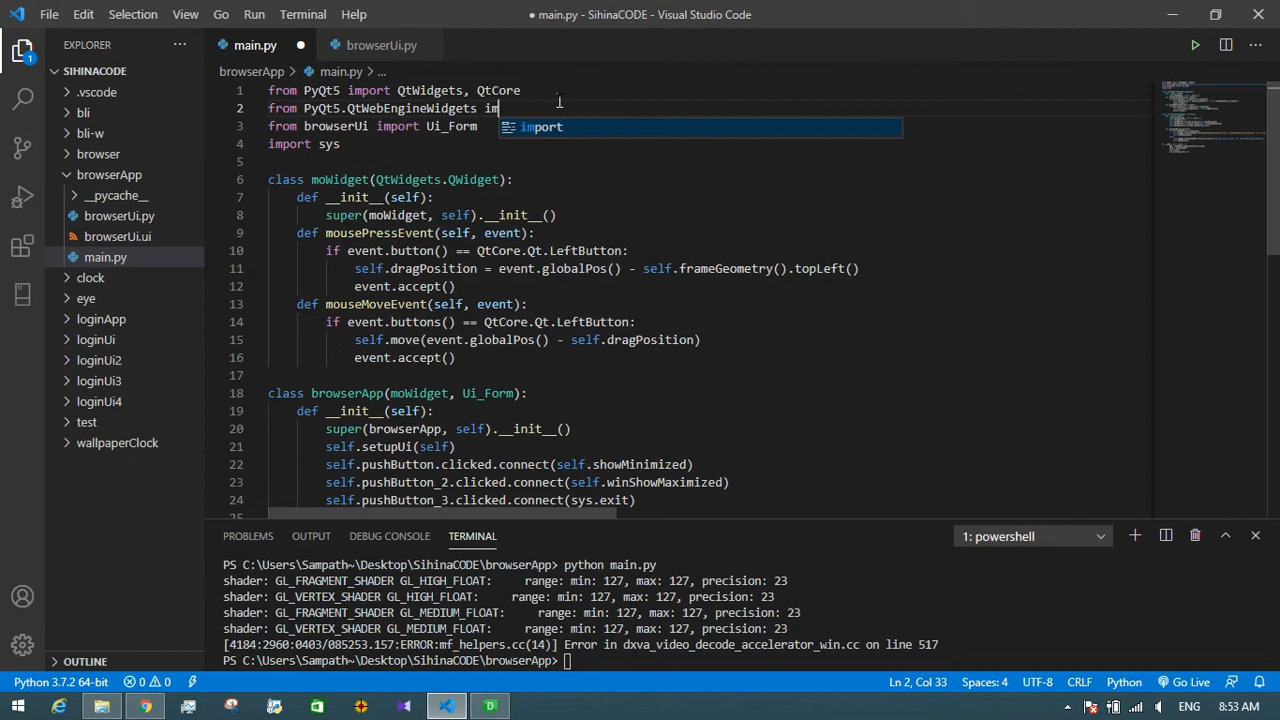 File Edit Selection View Go Run Terminal Help
● main.py - SihinaCODE - Visual Studio Code
EXPLORER
main.py
browserUi.py
SIHINACODE
.vscode
bli
bli-w
browser
browserApp
__pycache__
browserUi.py
browserUi.ui
main.py
clock
eye
loginApp
loginUi
loginUi2
loginUi3
loginUi4
test
wallpaperClock
OUTLINE
1
browserApp > main.py > ...
1 from PyQt5 import QtWidgets, QtCore
2 from PyQt5.QtWebEngineWidgets im
import
3 from browserUi import Ui_Form
4 import sys
5
6 class moWidget(QtWidgets.QWidget):
7 def __init__(self):
8 super(moWidget, self).__init__()
9 def mousePressEvent(self, event):
10 if event.button() == QtCore.Qt.LeftButton:
11 self.dragPosition = event.globalPos() - self.frameGeometry().topLeft()
12 event.accept()
13 def mouseMoveEvent(self, event):
14 if event.buttons() == QtCore.Qt.LeftButton:
15 self.move(event.globalPos() - self.dragPosition)
16 event.accept()
17
18 class browserApp(moWidget, Ui_Form):
19 def __init__(self):
20 super(browserApp, self).__init__()
21 self.setupUi(self)
22 self.pushButton.clicked.connect(self.showMinimized)
23 self.pushButton_2.clicked.connect(self.winShowMaximized)
24 self.pushButton_3.clicked.connect(sys.exit)
25
PROBLEMS OUTPUT DEBUG CONSOLE TERMINAL
1: powershell
PS C:\Users\Sampath~\Desktop\SihinaCODE\browserApp> python main.py
shader: GL_FRAGMENT_SHADER GL_HIGH_FLOAT: range: min: 127, max: 127, precision: 23
shader: GL_VERTEX_SHADER GL_HIGH_FLOAT: range: min: 127, max: 127, precision: 23
shader: GL_FRAGMENT_SHADER GL_MEDIUM_FLOAT: range: min: 127, max: 127, precision: 23
shader: GL_VERTEX_SHADER GL_MEDIUM_FLOAT: range: min: 127, max: 127, precision: 23
[4184:2960:0403/085253.157:ERROR:mf_helpers.cc(14)] Error in dxva_video_decode_accelerator_win.cc on line 517
PS C:\Users\Sampath~\Desktop\SihinaCODE\browserApp>
Python 3.7.2 64-bit 0 0 Ln 2, Col 33 Spaces: 4 UTF-8 CRLF Python Go Live
ENG 8:53 AM